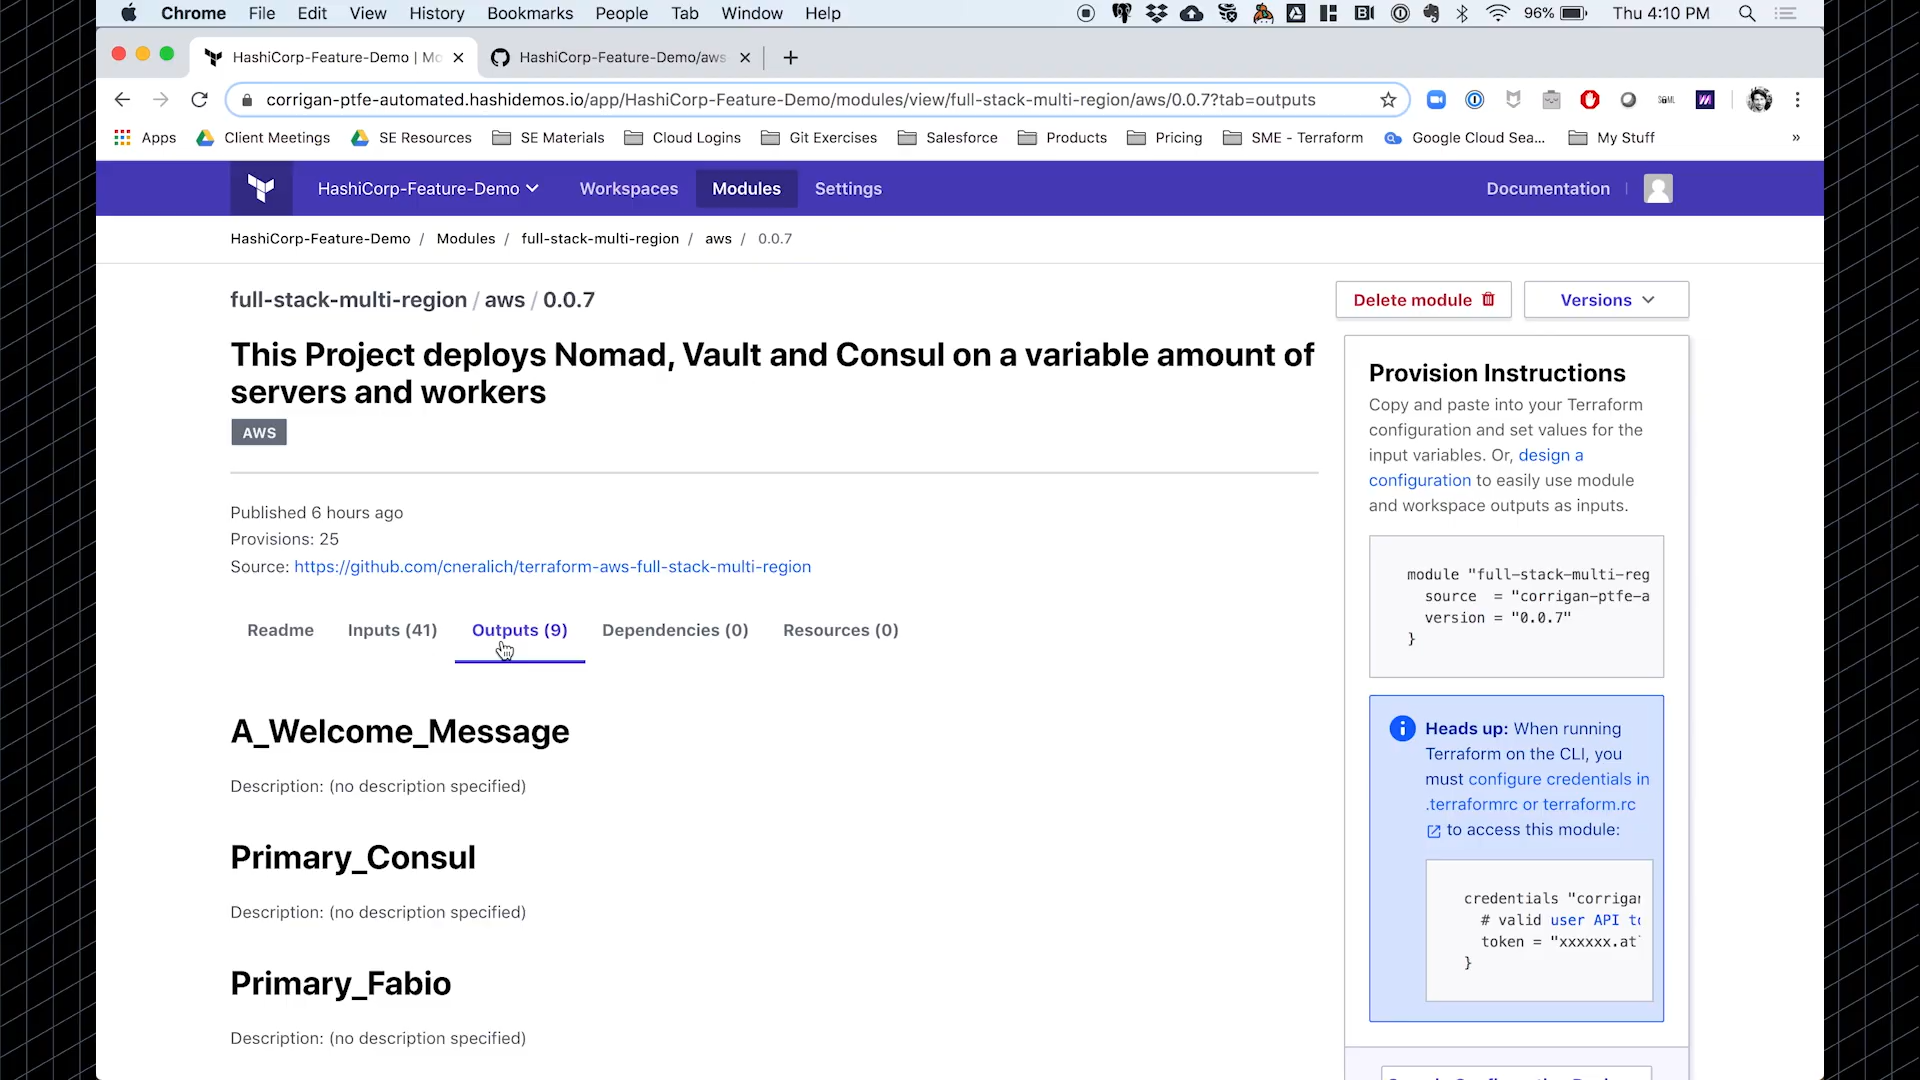 Chrome File Edit View History Bookmarks People Tab Window Help 96% Thu 4:10 PM
HashiCorp-Feature-Demo | Mo HashiCorp-Feature-Demo/aws
corrigan-ptfe-automated.hashidemos.io/app/HashiCorp-Feature-Demo/modules/view/full-stack-multi-region/aws/0.0.7?tab=outputs
Apps Client Meetings SE Resources SE Materials Cloud Logins Git Exercises Salesforce Products Pricing SME - Terraform Google Cloud Sea... My Stuff »
HashiCorp-Feature-Demo Workspaces Modules Settings Documentation
HashiCorp-Feature-Demo / Modules / full-stack-multi-region / aws / 0.0.7
full-stack-multi-region / aws / 0.0.7
Delete module Versions
This Project deploys Nomad, Vault and Consul on a variable amount of
servers and workers
AWS
Published 6 hours ago
Provisions: 25
Source: https://github.com/cneralich/terraform-aws-full-stack-multi-region
Readme Inputs (41) Outputs (9) Dependencies (0) Resources (0)
A_Welcome_Message
Description: (no description specified)
Primary_Consul
Description: (no description specified)
Primary_Fabio
Description: (no description specified)
Provision Instructions
Copy and paste into your Terraform
configuration and set values for the
input variables. Or, design a
configuration to easily use module
and workspace outputs as inputs.
module "full-stack-multi-reg
source = "corrigan-ptfe-a
version = "0.0.7"
}
Heads up: When running
Terraform on the CLI, you
must configure credentials in
.terraformrc or terraform.rc
to access this module:
credentials "corrigan
# valid user API to
token = "xxxxxx.at
}